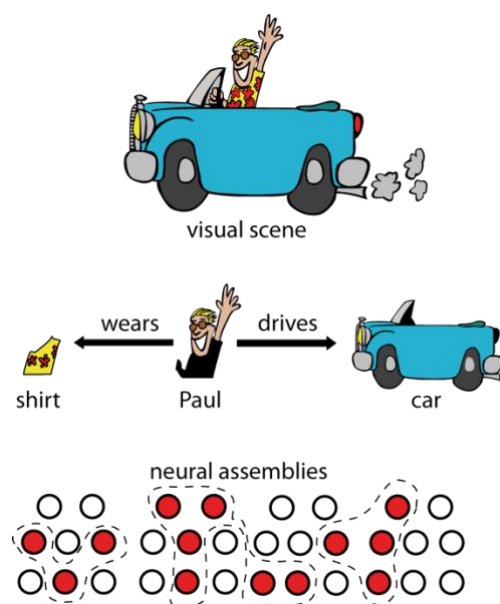 visual scene
wears drives
shirt Paul car
neural assemblies